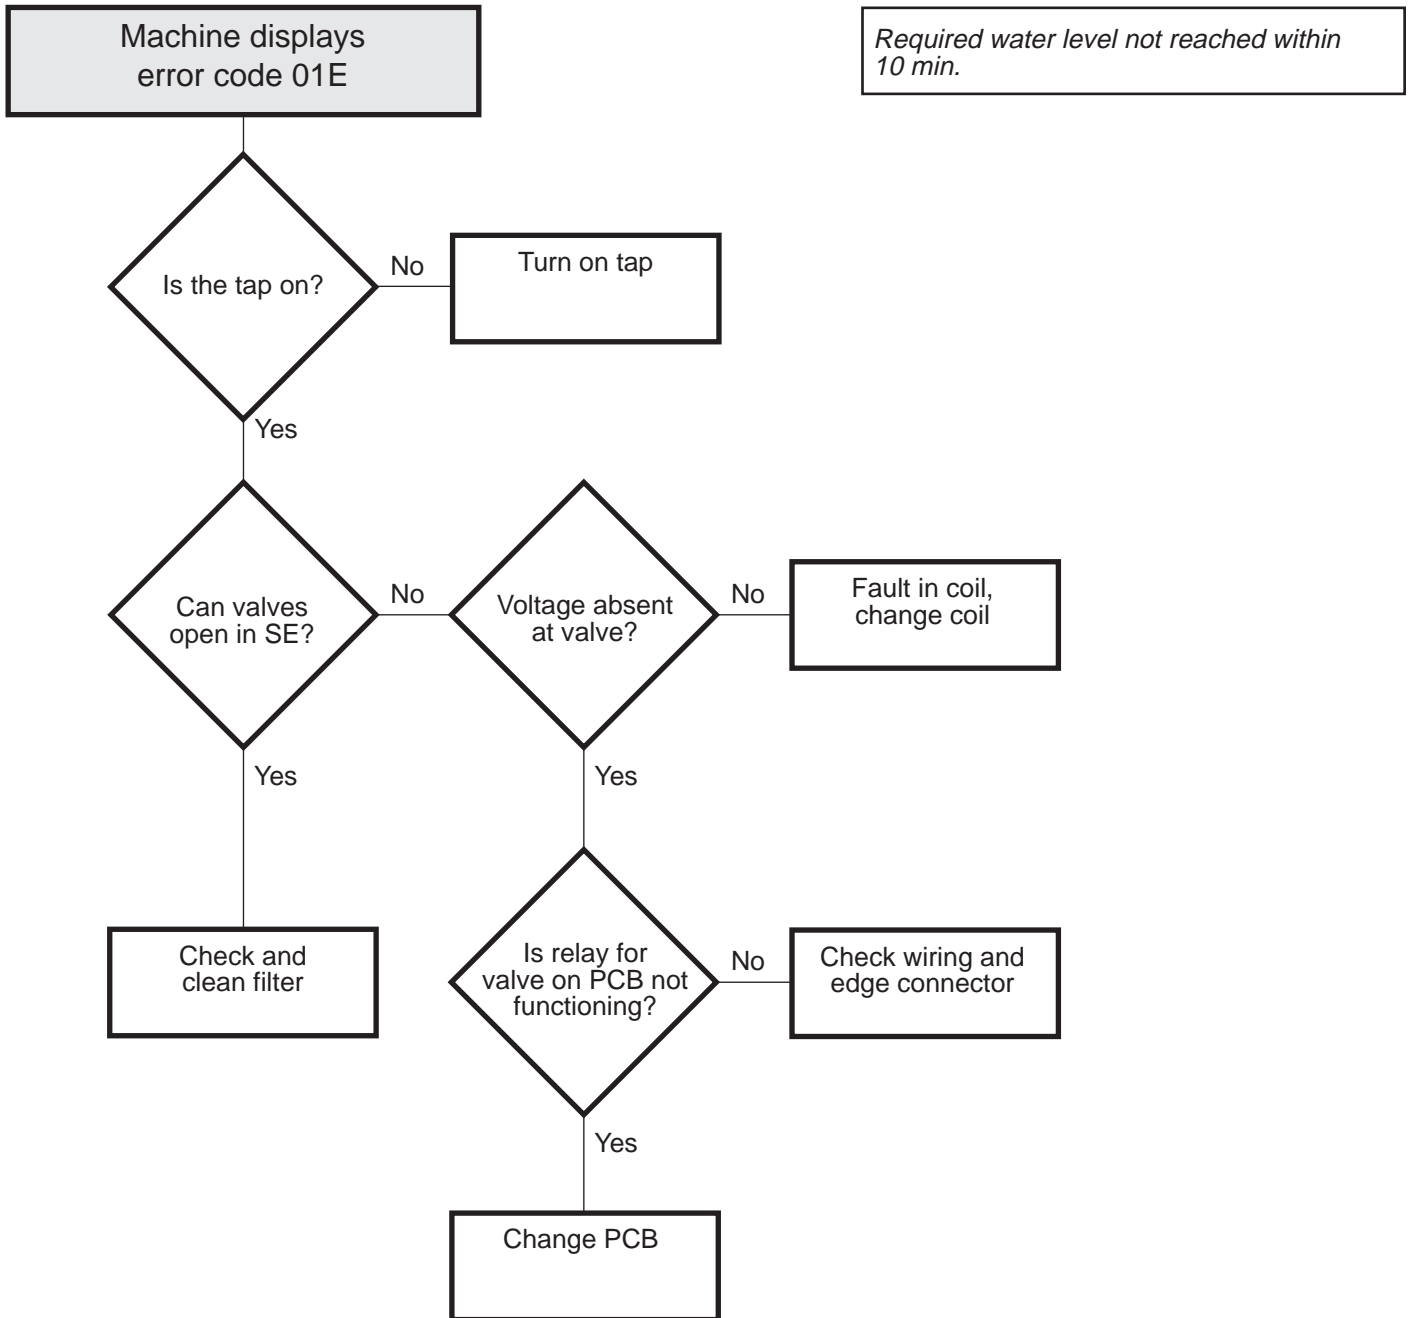 Machine displays
error code 01E
Required water level not reached within
10 min.
Is the tap on?
No
Turn on tap
Yes
Can valves
open in SE?
No
Voltage absent
at valve?
No
Fault in coil,
change coil
Yes
Yes
Check and
clean filter
Is relay for
valve on PCB not
functioning?
No
Check wiring and
edge connector
Yes
Change PCB